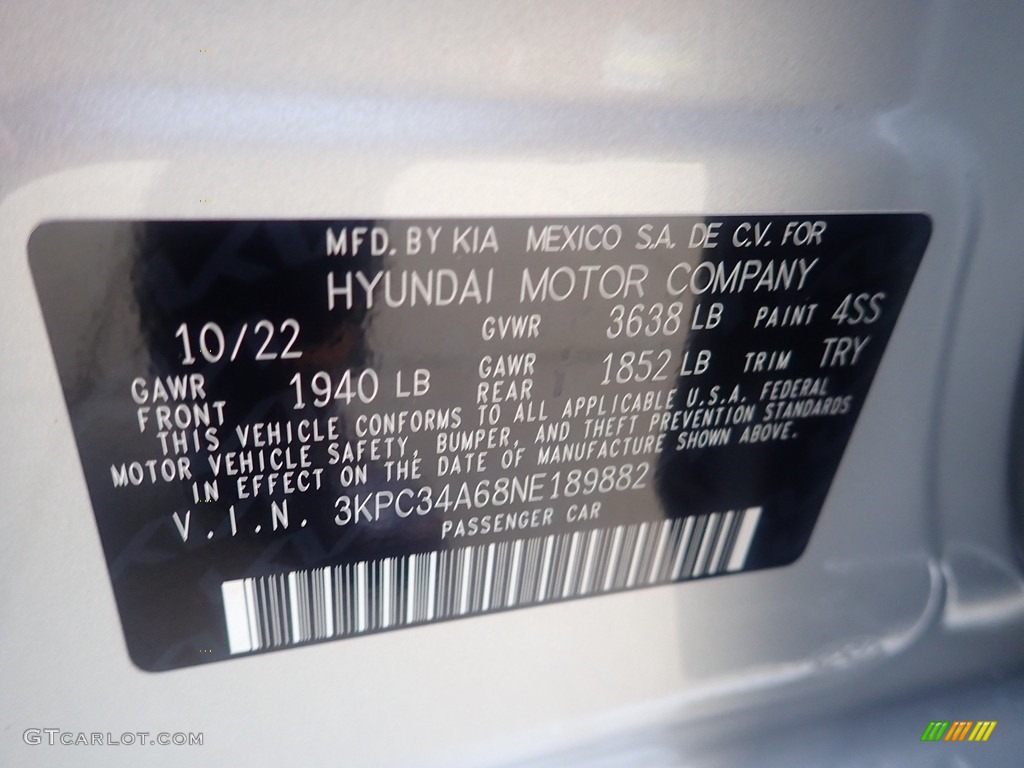 MFD. BY KIA MEXICO S.A. DE C.V. FOR
HYUNDAI MOTOR COMPANY
10/22 GVWR 3638 LB PAINT 4SS
GAWR FRONT 1940 LB GAWR REAR 1852 LB TRIM TRY
THIS VEHICLE CONFORMS TO ALL APPLICABLE U.S.A. FEDERAL
MOTOR VEHICLE SAFETY, BUMPER, AND THEFT PREVENTION STANDARDS
IN EFFECT ON THE DATE OF MANUFACTURE SHOWN ABOVE.
V.I.N. 3KPC34A68NE189882
PASSENGER CAR
GTCARLOT.COM